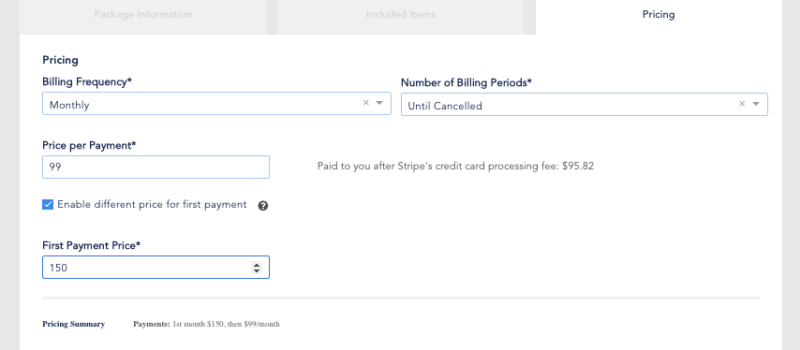 Package Information
Included Items
Pricing
Pricing
Billing Frequency*
Number of Billing Periods*
Monthly
Until Cancelled
Price per Payment*
99
Paid to you after Stripe's credit card processing fee: $95.82
Enable different price for first payment
First Payment Price*
150
Pricing Summary Payments: 1st month $150, then $99/month